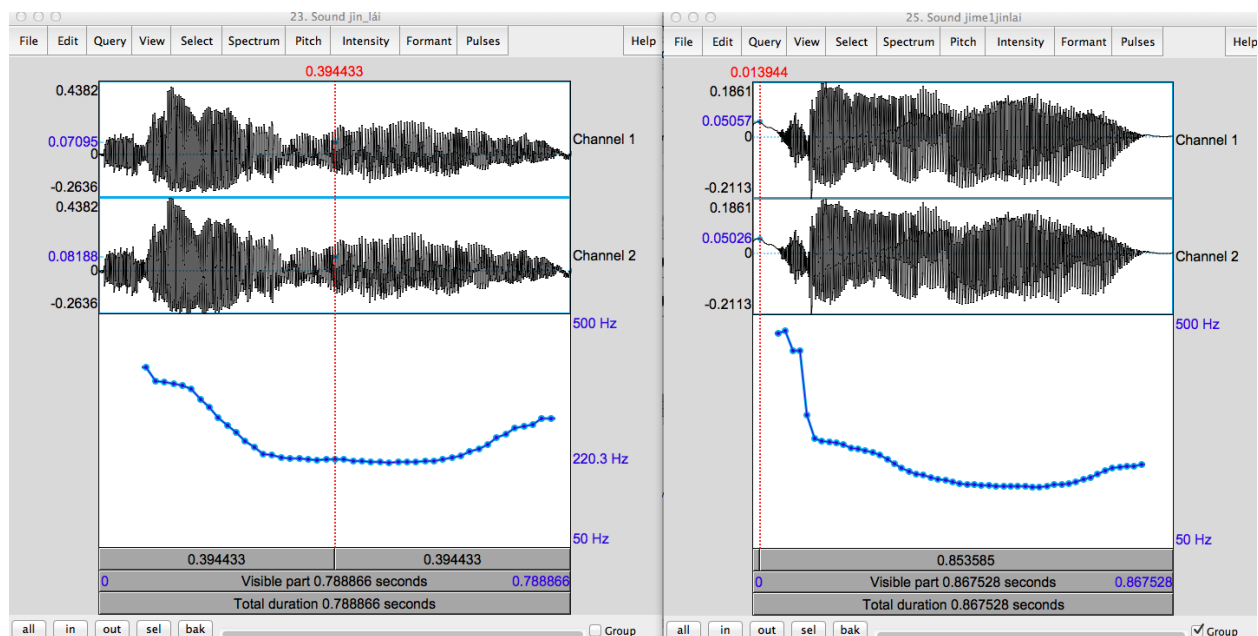 23. Sound jìn_lái
File Edit Query View Select Spectrum Pitch Intensity Formant Pulses Help
0.394433
0.4382
0.07095
0
-0.2636
Channel 1
0.4382
0.08188
0
-0.2636
Channel 2
500 Hz
220.3 Hz
50 Hz
0.394433 0.394433
0 Visible part 0.788866 seconds 0.788866
Total duration 0.788866 seconds
all in out sel bak Group
25. Sound jime1jinlai
File Edit Query View Select Spectrum Pitch Intensity Formant Pulses Help
0.013944
0.1861
0.05057
0
-0.2113
Channel 1
0.1861
0.05026
0
-0.2113
Channel 2
500 Hz
50 Hz
0.853585
0 Visible part 0.867528 seconds 0.867528
Total duration 0.867528 seconds
all in out sel bak Group